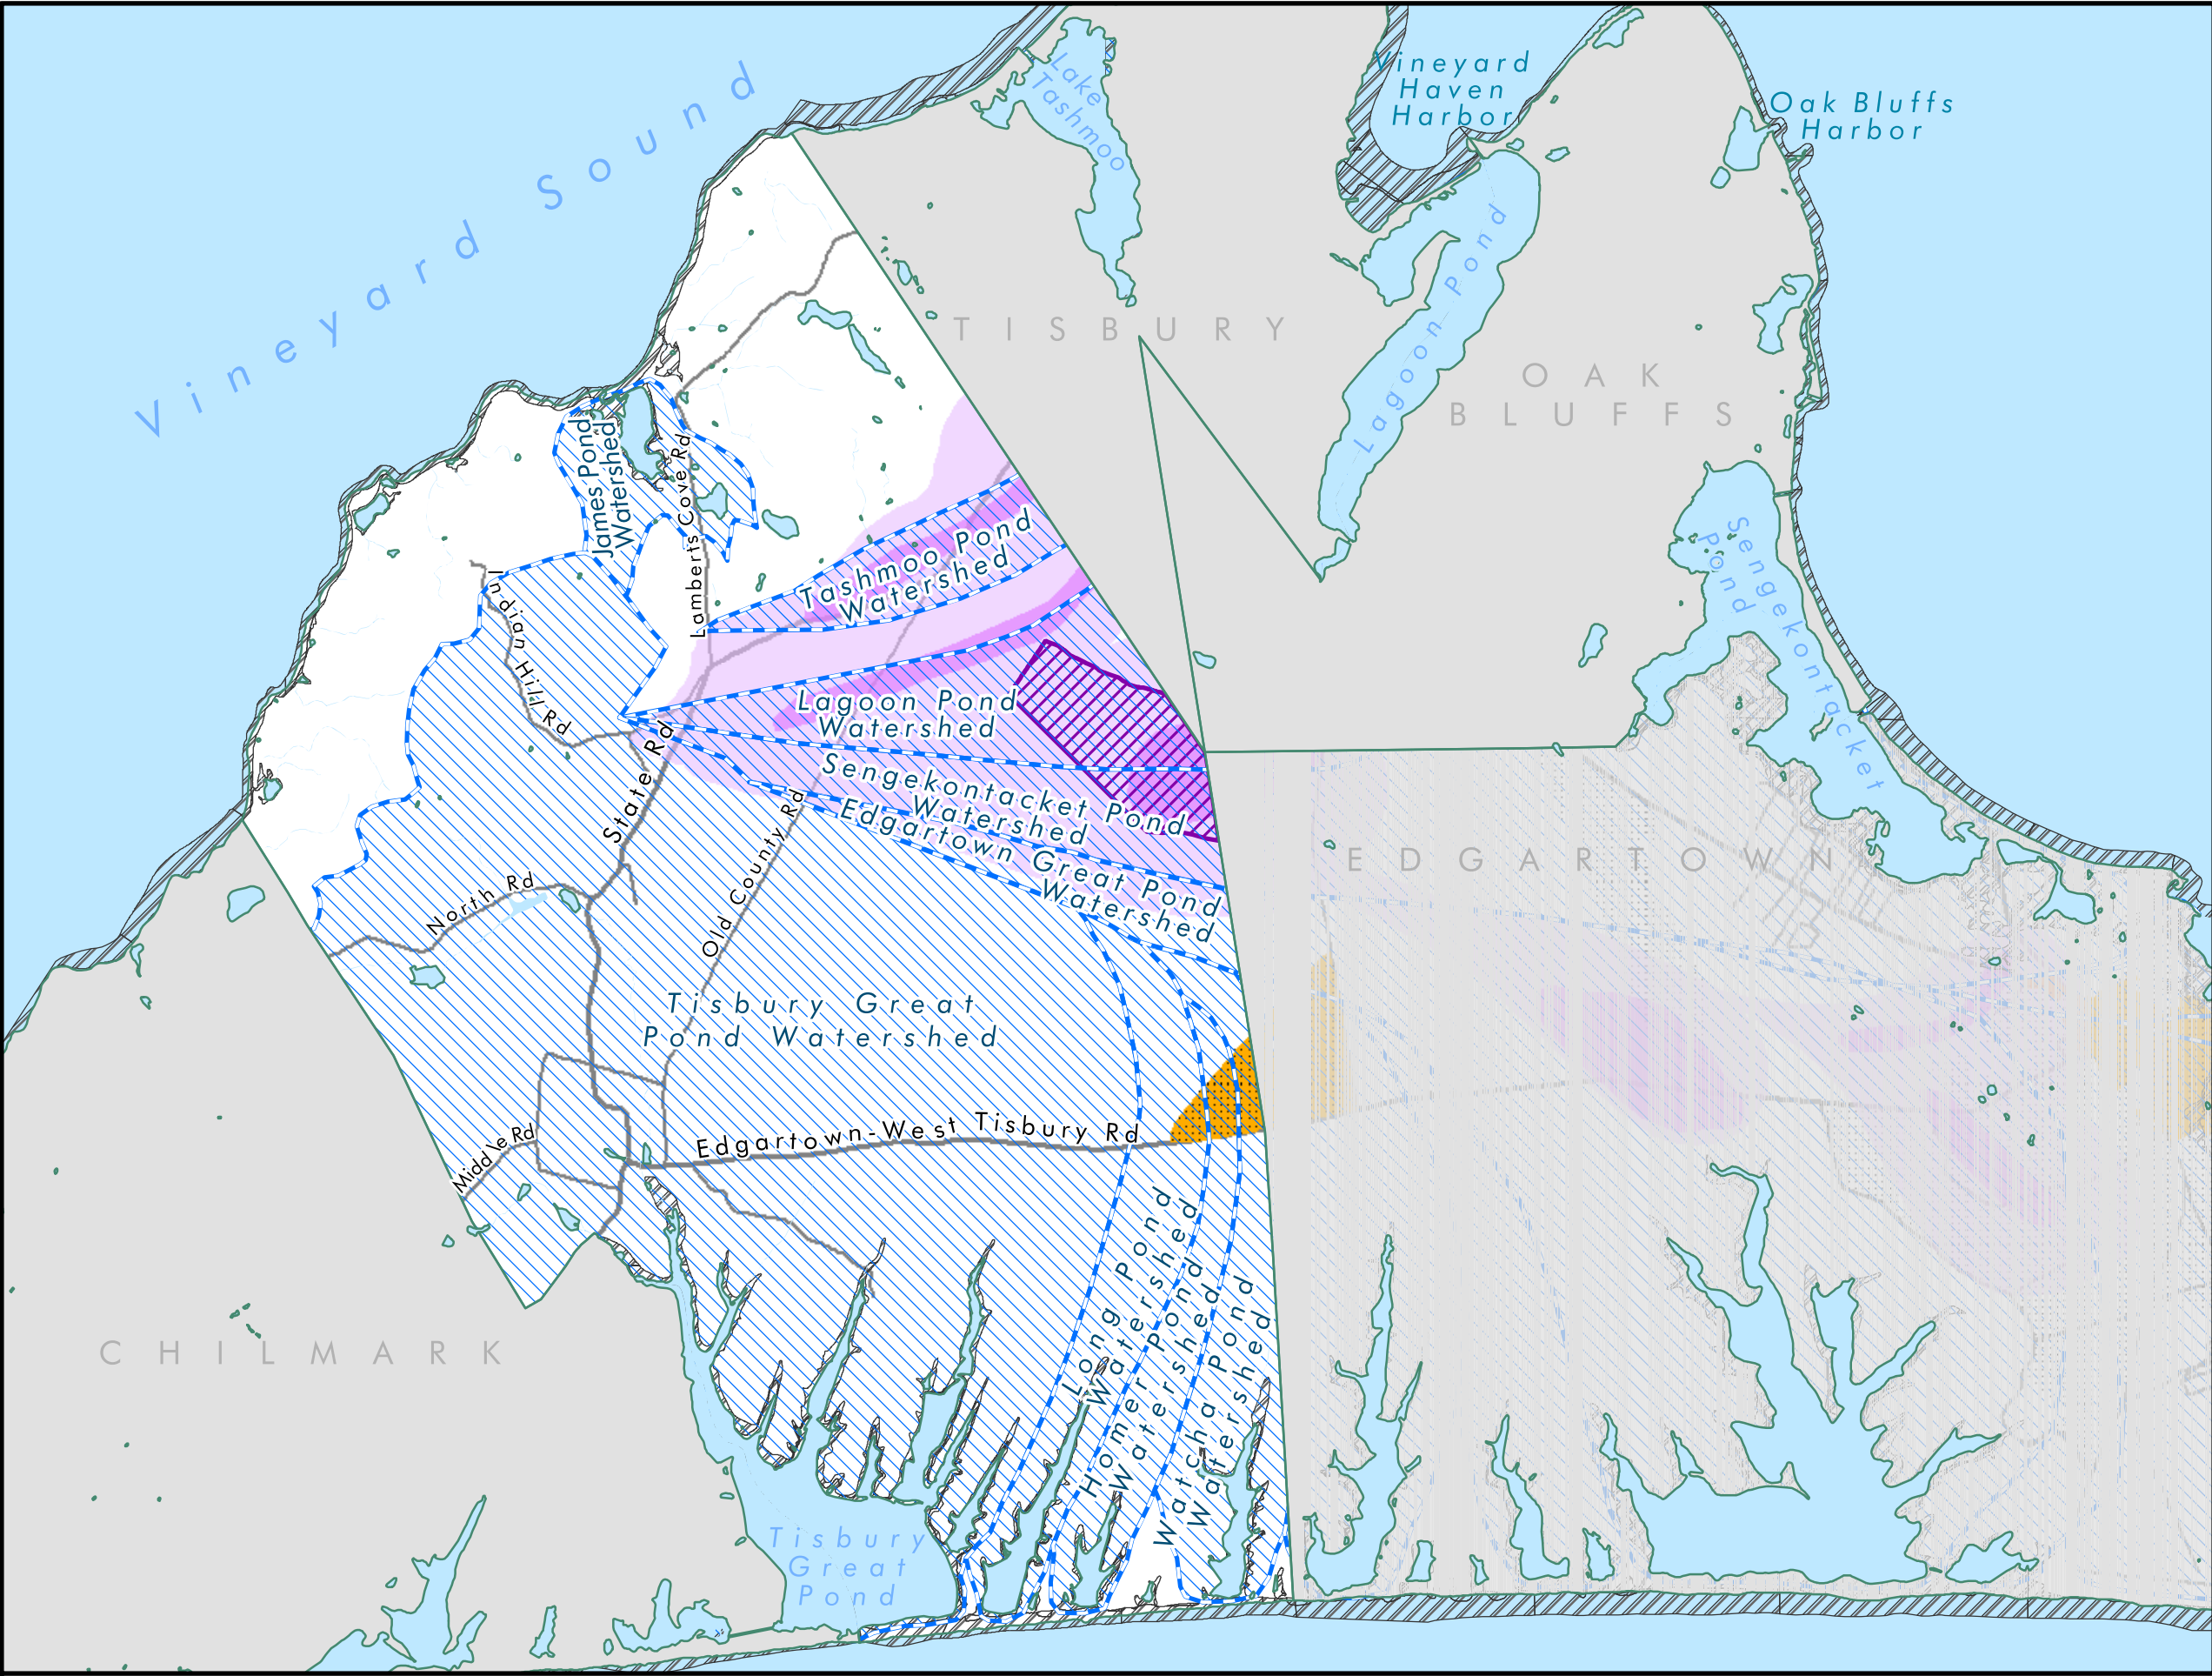 Vineyard Sound
Lake
Tashmoo
Vineyard
Haven
Harbor
Oak Bluffs
Harbor
Lagoon Pond
TISBURY
OAK
BLUFFS
James Pond
Watershed
Lamberts Cove Rd
Tashmoo Pond
Watershed
Sengekontacket
Pond
Indian Hill Rd
Lagoon Pond
Watershed
State Rd
Sengekontacket Pond
Watershed
Edgartown Great Pond
Watershed
EDGARTOWN
North Rd
Old County Rd
Tisbury Great
Pond Watershed
Edgartown-West Tisbury Rd
Middle Rd
CHILMARK
Long Pond
Watershed
Homer Pond
Watershed
Watcha Pond
Watershed
Tisbury
Great
Pond